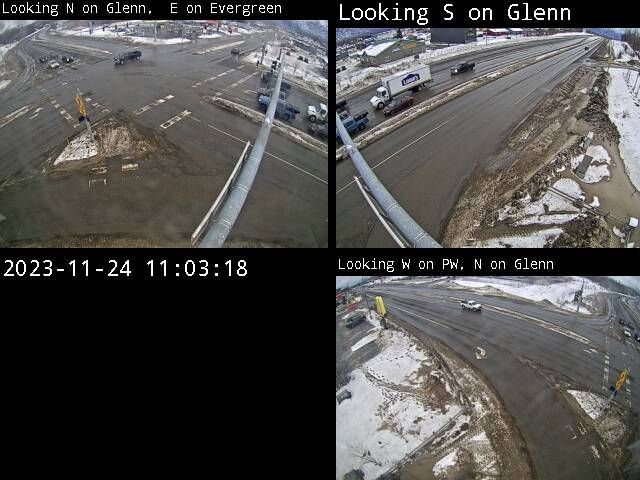 Looking N on Glenn, E on Evergreen
Looking S on Glenn
2023-11-24 11:03:18
Looking W on PW, N on Glenn